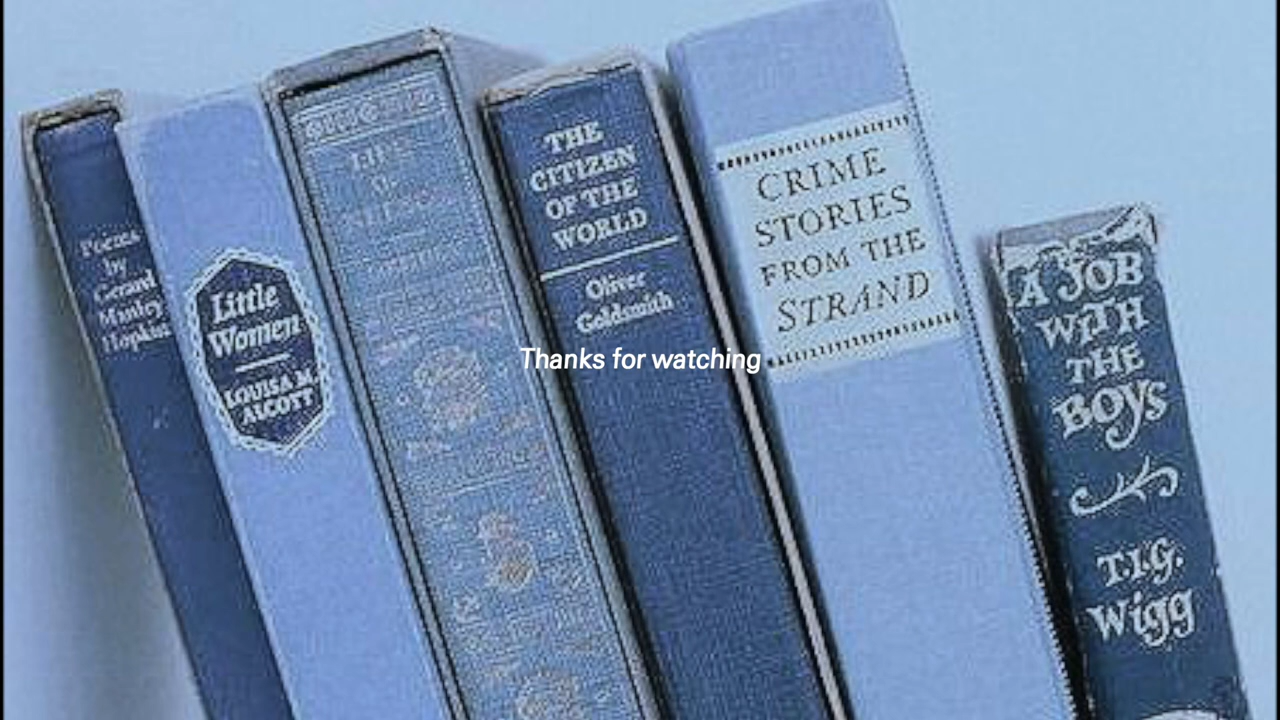 Poems
by
Gerard
Manley
Hopkins
Little
Women
LOUISA M.
ALCOTT
THE
CITIZEN
OF THE
WORLD
Oliver
Goldsmith
CRIME
STORIES
FROM THE
STRAND
A JOB
WITH
THE
BOYS
T.I.G.
Wigg
Thanks for watching